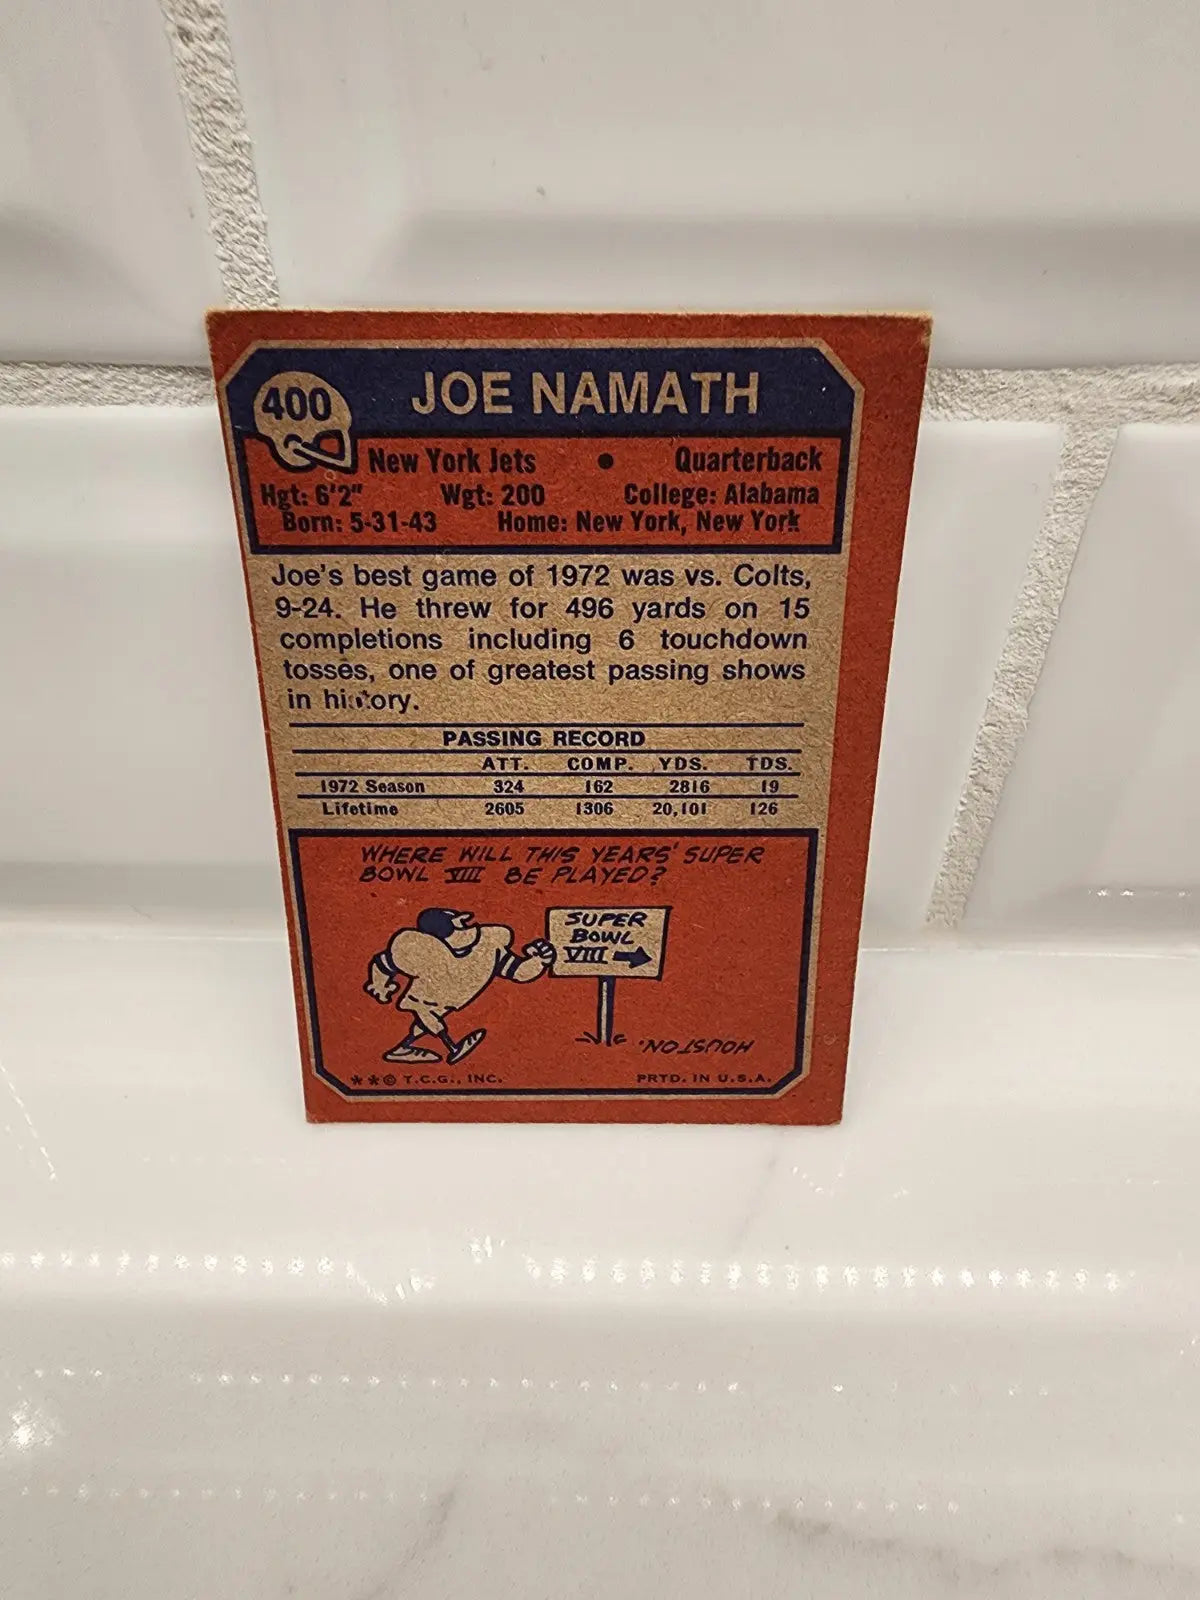 400
JOE NAMATH
New York Jets • Quarterback
Hgt: 6'2" Wgt: 200 College: Alabama
Born: 5-31-43 Home: New York, New York
Joe's best game of 1972 was vs. Colts,
9-24. He threw for 496 yards on 15
completions including 6 touchdown
tosses, one of greatest passing shows
in history.
PASSING RECORD
ATT. COMP. YDS. TDS.
1972 Season 324 162 2816 19
Lifetime 2605 1306 20,101 126
WHERE WILL THIS YEARS' SUPER
BOWL VIII BE PLAYED?
SUPER
BOWL
VIII
HOUSTON.
**© T.C.G., INC. PRTD. IN U.S.A.